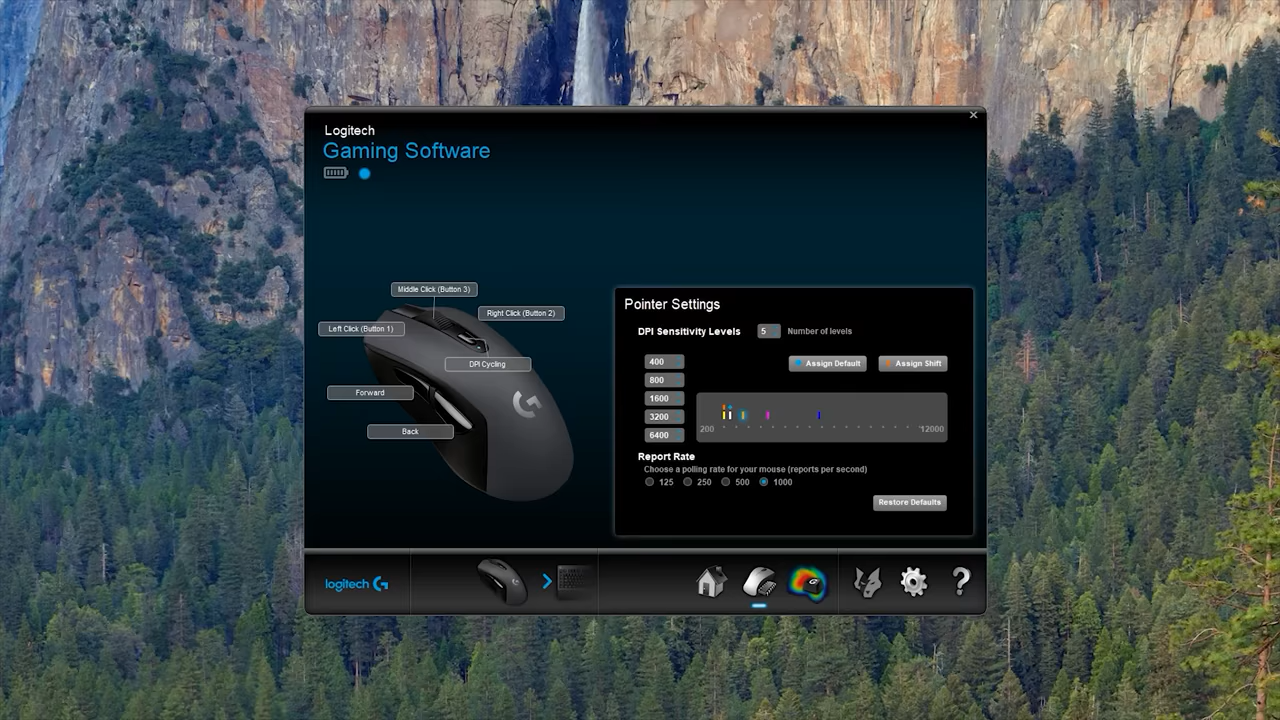 Logitech
Gaming Software
Middle Click (Button 3)
Right Click (Button 2)
Left Click (Button 1)
DPI Cycling
Forward
Back
Pointer Settings
DPI Sensitivity Levels 5 Number of levels
400 Assign Default Assign Shift
800
1600
3200
6400
200 12000
Report Rate
Choose a polling rate for your mouse (reports per second)
125 250 500 1000
Restore Defaults
logitech G